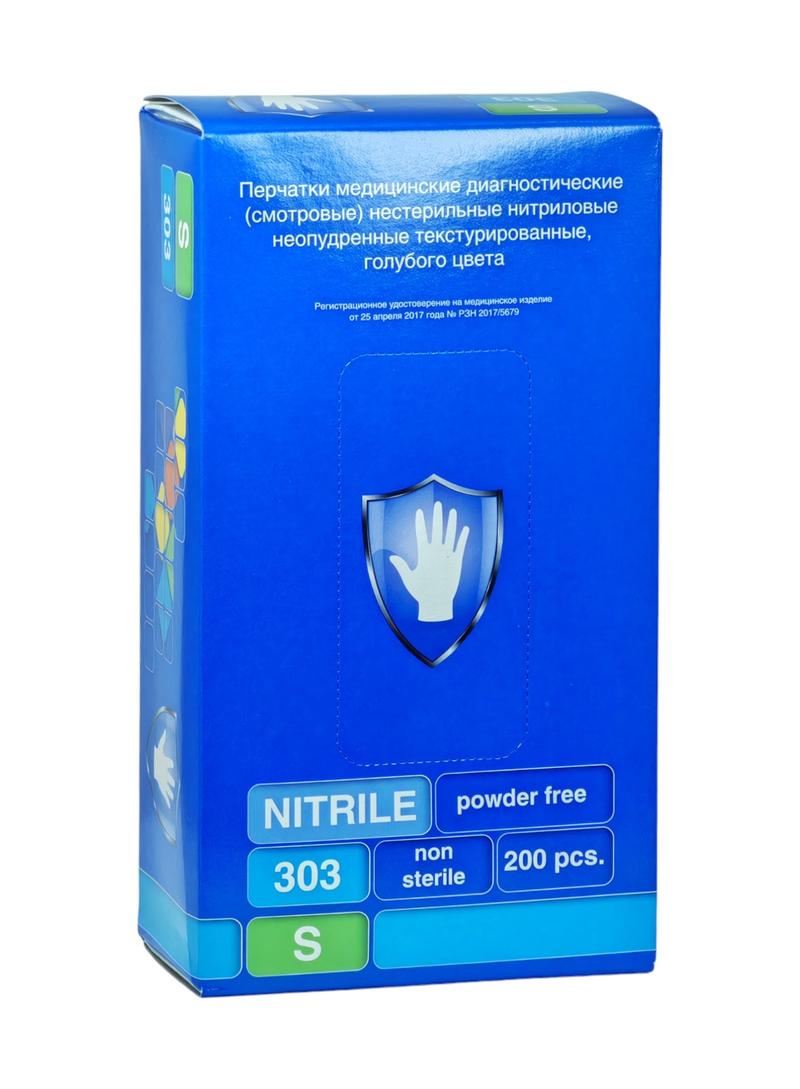 303
S
S
303
Перчатки медицинские диагностические
(смотровые) нестерильные нитриловые
неопудренные текстурированные,
голубого цвета
Регистрационное удостоверение на медицинское изделие
от 25 апреля 2017 года № РЗН 2017/5679
NITRILE
powder free
303
non
sterile
200 pcs.
S